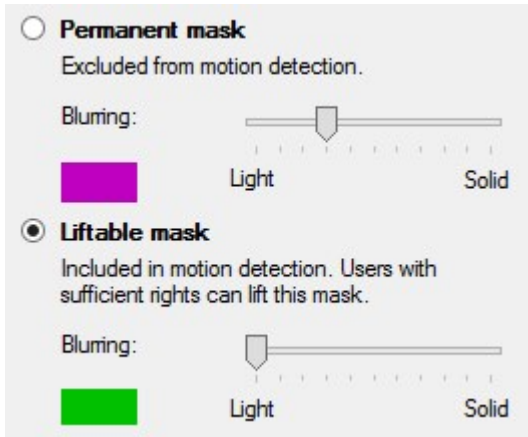 Permanent mask
Excluded from motion detection.
Blurring:
Light Solid
Liftable mask
Included in motion detection. Users with
sufficient rights can lift this mask.
Blurring:
Light Solid